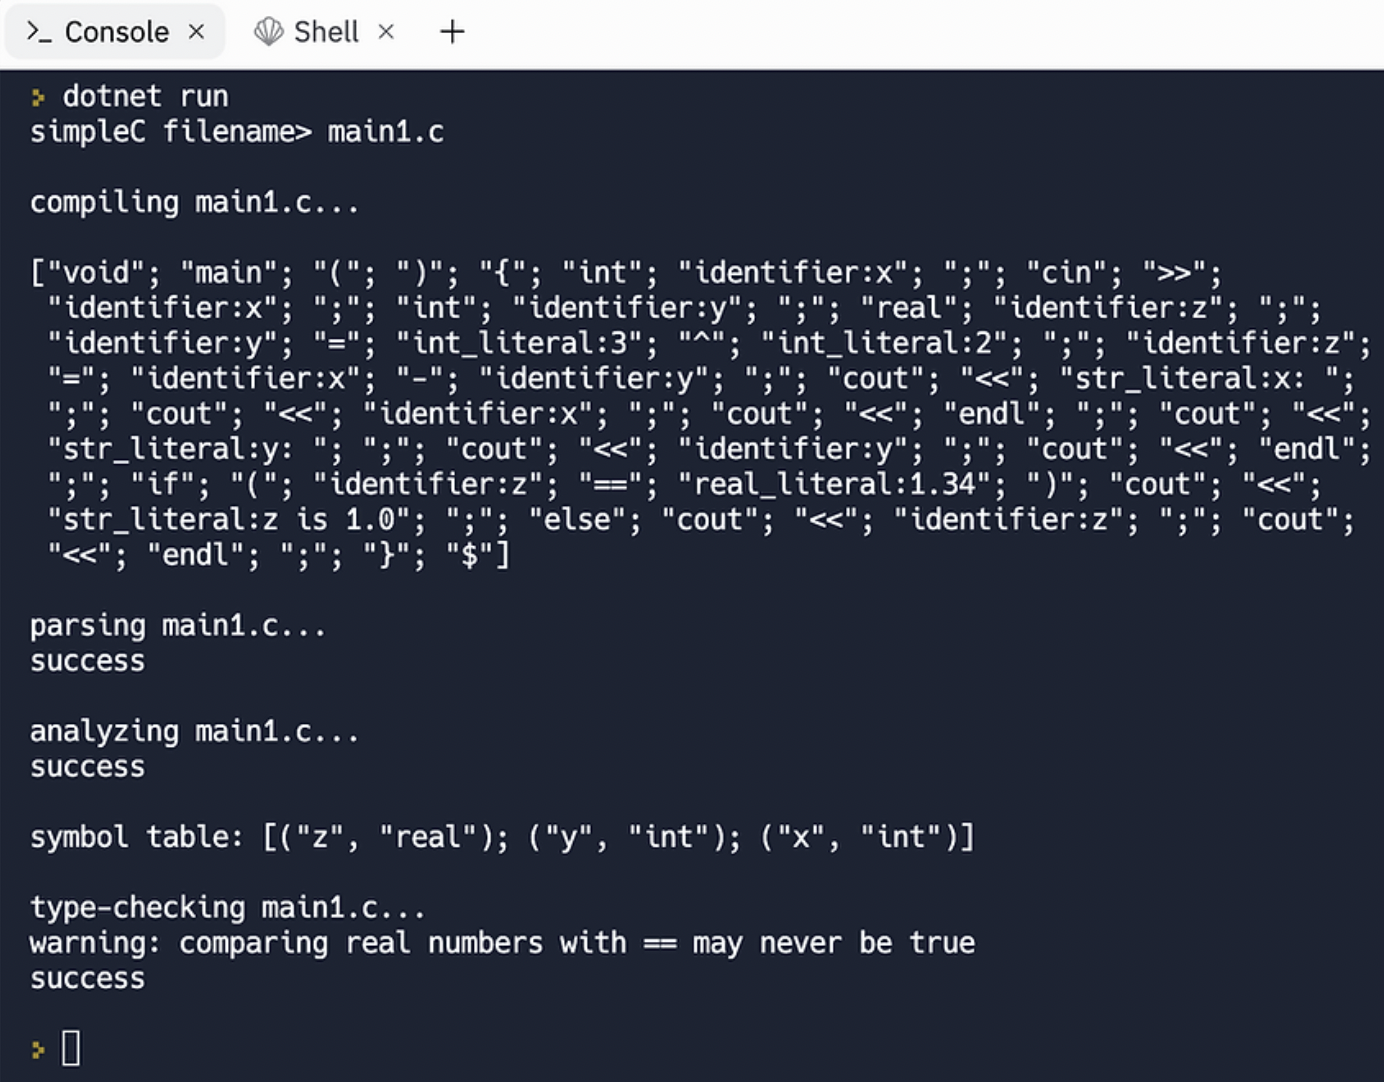 Console × Shell × +
dotnet run
simpleC filename> main1.c
compiling main1.c...
["void"; "main"; "("; ")"; "{"; "int"; "identifier:x"; ";"; "cin"; ">>";
"identifier:x"; ";"; "int"; "identifier:y"; ";"; "real"; "identifier:z"; ";";
"identifier:y"; "="; "int_literal:3"; "^"; "int_literal:2"; ";"; "identifier:z";
"="; "identifier:x"; "-"; "identifier:y"; ";"; "cout"; "<<"; "str_literal:x: ";
";"; "cout"; "<<"; "identifier:x"; ";"; "cout"; "<<"; "endl"; ";"; "cout"; "<<";
"str_literal:y: "; ";"; "cout"; "<<"; "identifier:y"; ";"; "cout"; "<<"; "endl";
";"; "if"; "("; "identifier:z"; "=="; "real_literal:1.34"; ")"; "cout"; "<<";
"str_literal:z is 1.0"; ";"; "else"; "cout"; "<<"; "identifier:z"; ";"; "cout";
"<<"; "endl"; ";"; "}"; "$"]
parsing main1.c...
success
analyzing main1.c...
success
symbol table: [("z", "real"); ("y", "int"); ("x", "int")]
type-checking main1.c...
warning: comparing real numbers with == may never be true
success